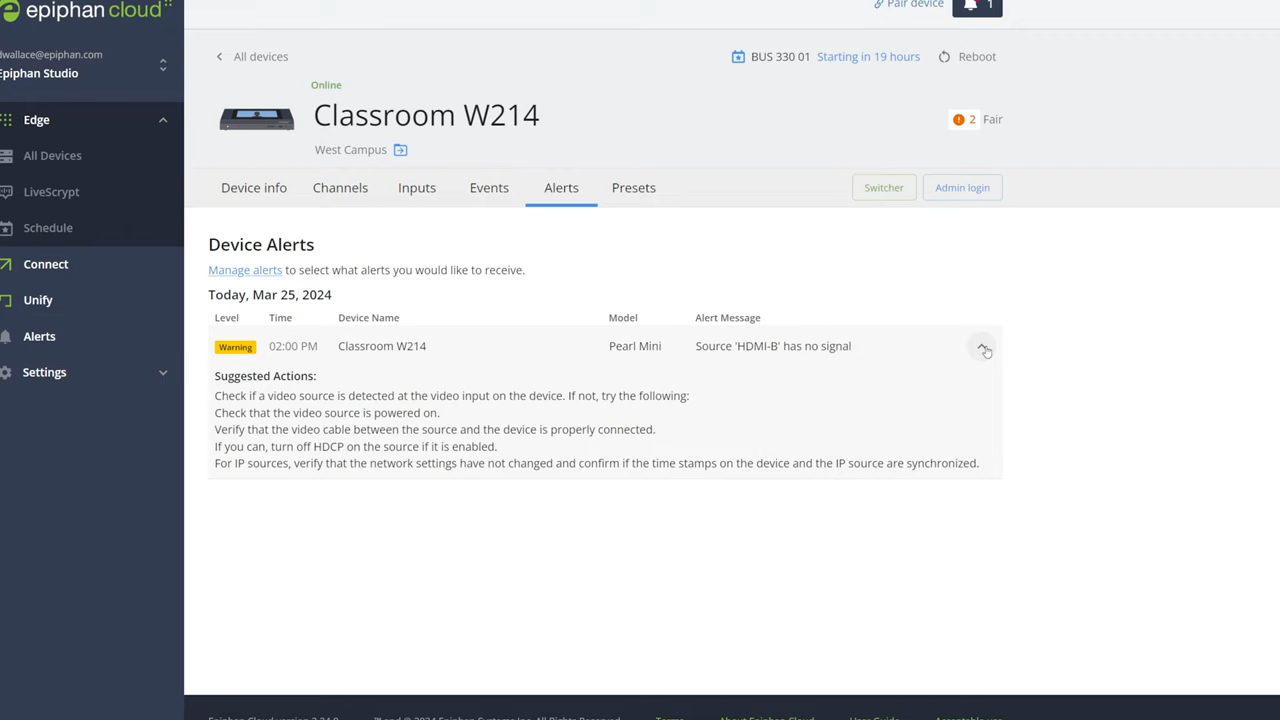 epiphan cloud
Pair device
1
dwallace@epiphan.com
Epiphan Studio
All devices
BUS 330 01 Starting in 19 hours
Reboot
Online
Classroom W214
2 Fair
West Campus
Edge
All Devices
LiveScrypt
Schedule
Connect
Unify
Alerts
Settings
Device info
Channels
Inputs
Events
Alerts
Presets
Switcher
Admin login
Device Alerts
Manage alerts to select what alerts you would like to receive.
Today, Mar 25, 2024
Level Time Device Name Model Alert Message
Warning 02:00 PM Classroom W214 Pearl Mini Source 'HDMI-B' has no signal
Suggested Actions:
Check if a video source is detected at the video input on the device. If not, try the following:
Check that the video source is powered on.
Verify that the video cable between the source and the device is properly connected.
If you can, turn off HDCP on the source if it is enabled.
For IP sources, verify that the network settings have not changed and confirm if the time stamps on the device and the IP source are synchronized.